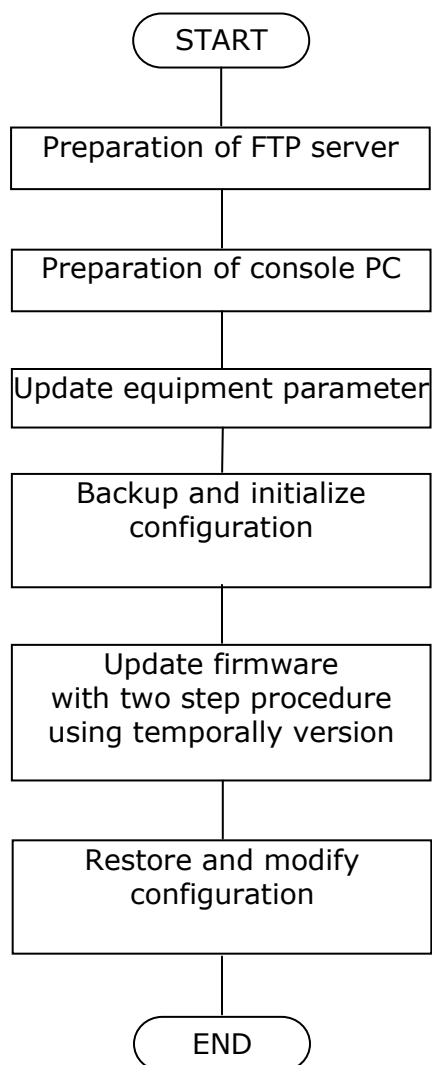 START
Preparation of FTP server
Preparation of console PC
Update equipment parameter
Backup and initialize
configuration
Update firmware
with two step procedure
using temporally version
Restore and modify
configuration
END